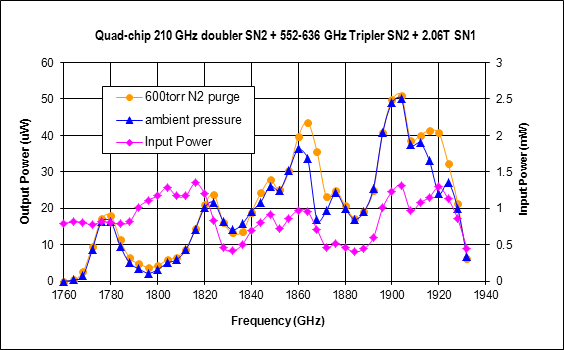 Quad-chip 210 GHz doubler SN2 + 552-636 GHz Tripler SN2 + 2.06T SN1
60
50
40
30
20
10
0
Output Power (uW)
600torr N2 purge
ambient pressure
Input Power
3
2.5
2
1.5
1
0.5
0
Input Power (mW)
1760 1780 1800 1820 1840 1860 1880 1900 1920 1940
Frequency (GHz)